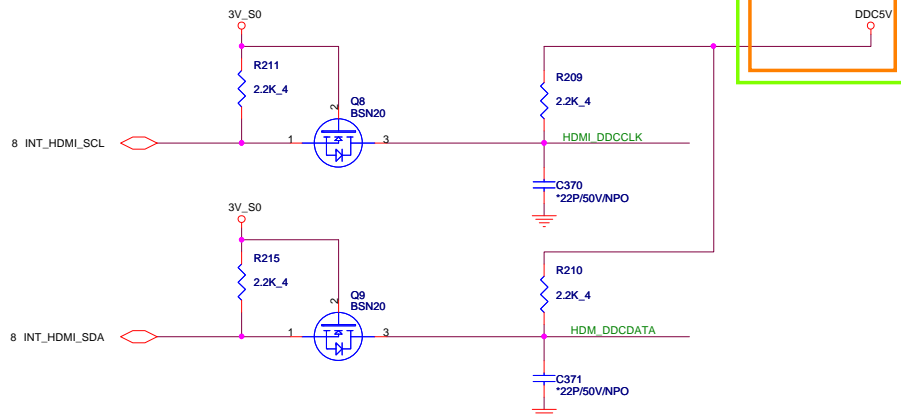 3V_S0
DDC5V
R211
2.2K_4
R209
2.2K_4
2
Q8
BSN20
8 INT_HDMI_SCL
1
3
HDMI_DDCCLK
C370
*22P/50V/NPO
3V_S0
R215
2.2K_4
R210
2.2K_4
2
Q9
BSN20
8 INT_HDMI_SDA
1
3
HDM_DDCDATA
C371
*22P/50V/NPO